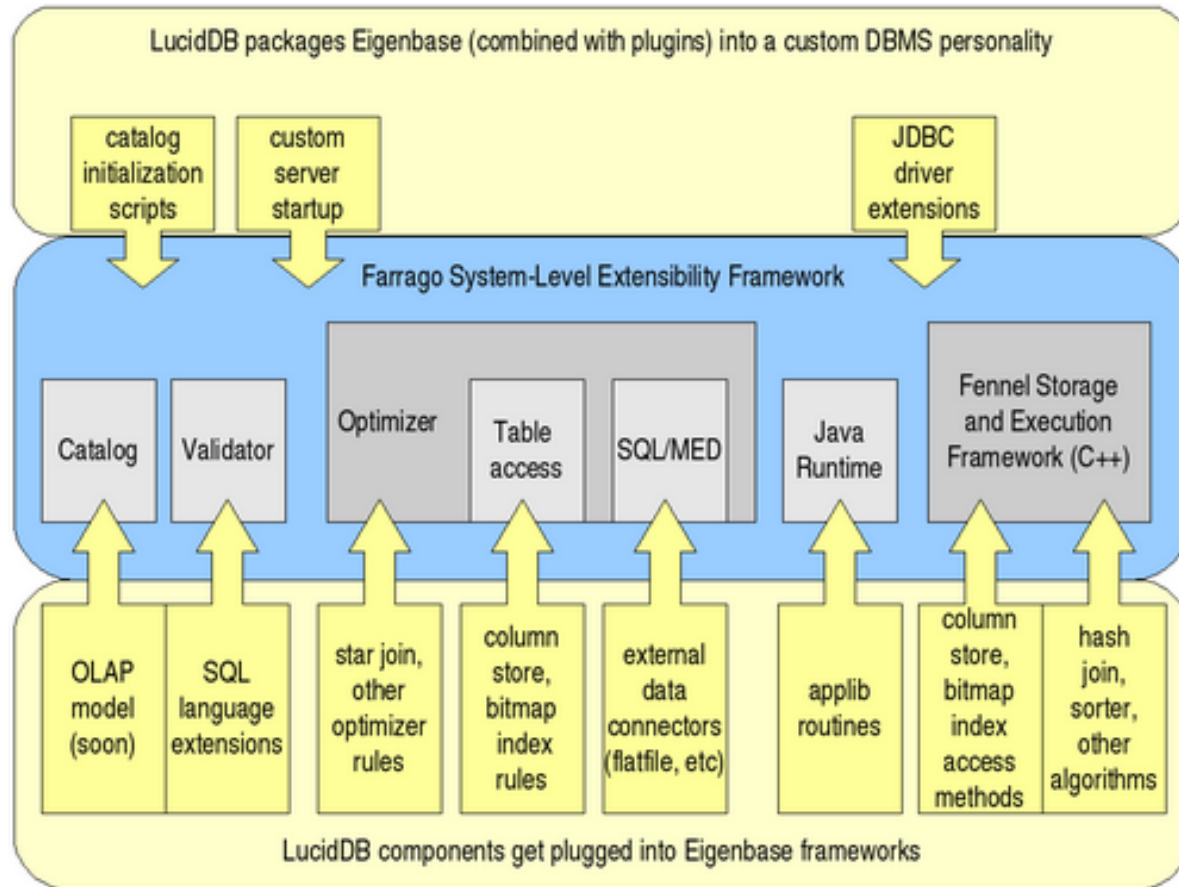 LucidDB packages Eigenbase (combined with plugins) into a custom DBMS personality
catalog
initialization
scripts
custom
server
startup
JDBC
driver
extensions
Farrago System-Level Extensibility Framework
Catalog
Validator
Optimizer
Table
access
SQL/MED
Java
Runtime
Fennel Storage
and Execution
Framework (C++)
OLAP
model
(soon)
SQL
language
extensions
star join,
other
optimizer
rules
column
store,
bitmap
index
rules
external
data
connectors
(flatfile, etc)
applib
routines
column
store,
bitmap
index
access
methods
hash
join,
sorter,
other
algorithms
LucidDB components get plugged into Eigenbase frameworks